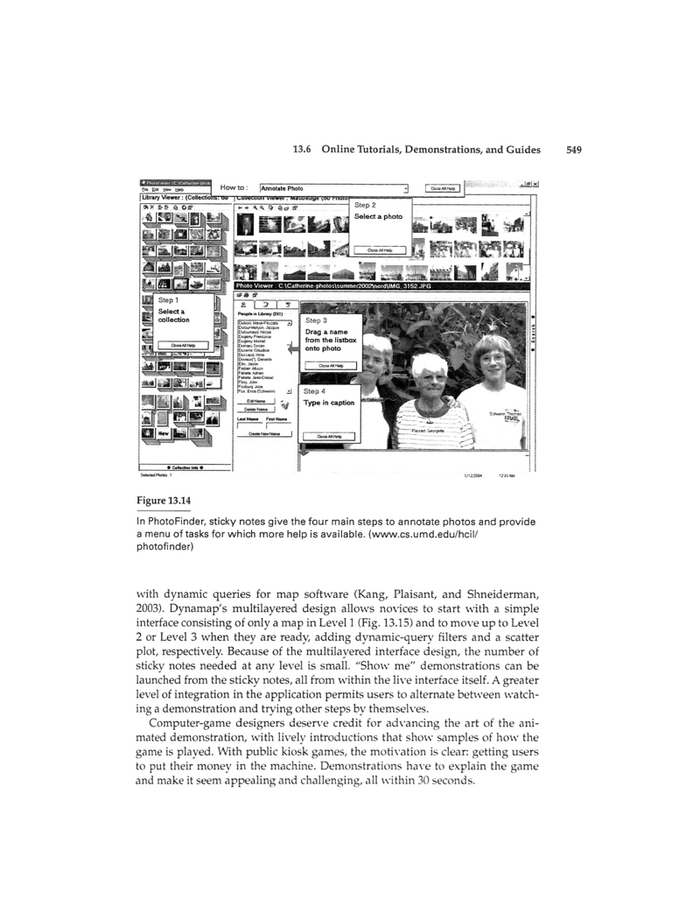 13.6 Online Tutorials, Demonstrations, and Guides 549
How to : Annotate Photo Close All Help
File Edit View Help
Library Viewer : (Collections: 69
Step 2
Select a photo
Close All Help
Photo Viewer : C:\Catherine-photos\summer2002\nord\IMG_3152.JPG
Step 1
Select a
collection
Close All Help
People in Library (281)
Step 3
Drag a name
from the listbox
onto photo
Close All Help
Search
Step 4
Type in caption
Close All Help
Edit Name
Delete Name
Last Name First Name
Create New Name
New
Collection Info
Selected Photos 1
Figure 13.14
In PhotoFinder, sticky notes give the four main steps to annotate photos and provide
a menu of tasks for which more help is available. (www.cs.umd.edu/hcil/
photofinder)
with dynamic queries for map software (Kang, Plaisant, and Shneiderman,
2003). Dynamap's multilayered design allows novices to start with a simple
interface consisting of only a map in Level 1 (Fig. 13.15) and to move up to Level
2 or Level 3 when they are ready, adding dynamic-query filters and a scatter
plot, respectively. Because of the multilayered interface design, the number of
sticky notes needed at any level is small. "Show me" demonstrations can be
launched from the sticky notes, all from within the live interface itself. A greater
level of integration in the application permits users to alternate between watch-
ing a demonstration and trying other steps by themselves.
Computer-game designers deserve credit for advancing the art of the ani-
mated demonstration, with lively introductions that show samples of how the
game is played. With public kiosk games, the motivation is clear: getting users
to put their money in the machine. Demonstrations have to explain the game
and make it seem appealing and challenging, all within 30 seconds.